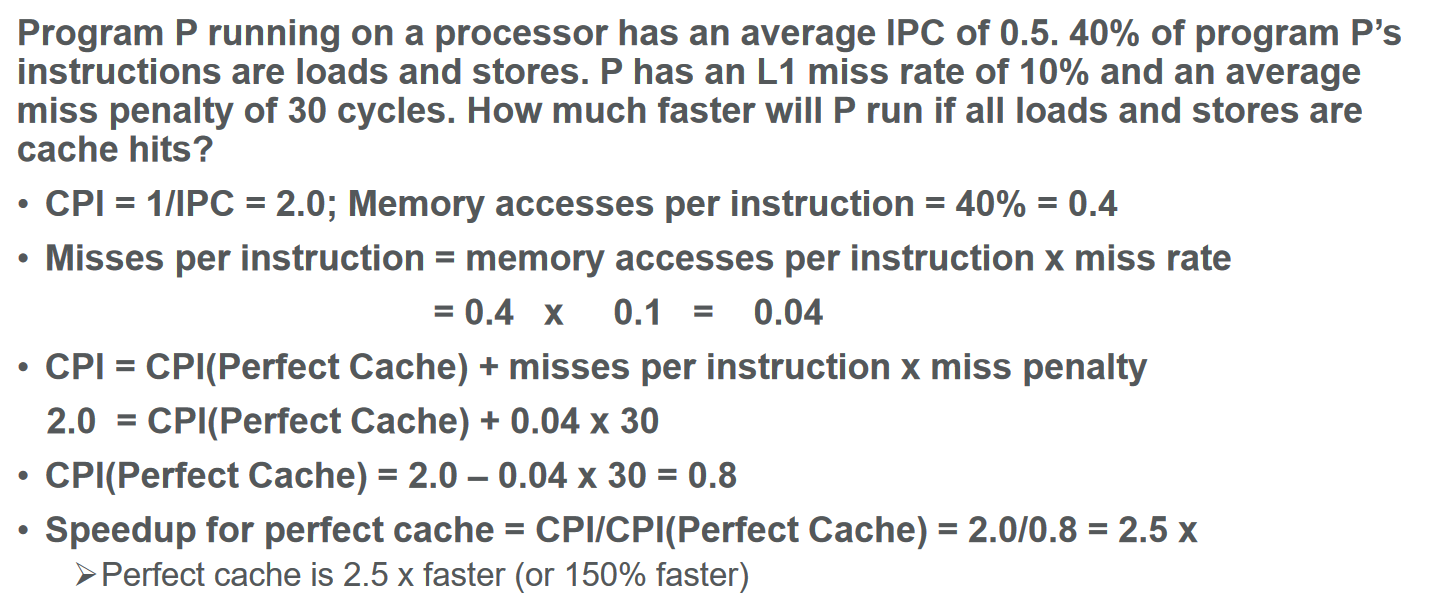 Program P running on a processor has an average IPC of 0.5. 40% of program P’s
instructions are loads and stores. P has an L1 miss rate of 10% and an average
miss penalty of 30 cycles. How much faster will P run if all loads and stores are
cache hits?
• CPI = 1/IPC = 2.0; Memory accesses per instruction = 40% = 0.4
• Misses per instruction = memory accesses per instruction x miss rate
= 0.4 x 0.1 = 0.04
• CPI = CPI(Perfect Cache) + misses per instruction x miss penalty
2.0 = CPI(Perfect Cache) + 0.04 x 30
• CPI(Perfect Cache) = 2.0 – 0.04 x 30 = 0.8
• Speedup for perfect cache = CPI/CPI(Perfect Cache) = 2.0/0.8 = 2.5 x
➢Perfect cache is 2.5 x faster (or 150% faster)